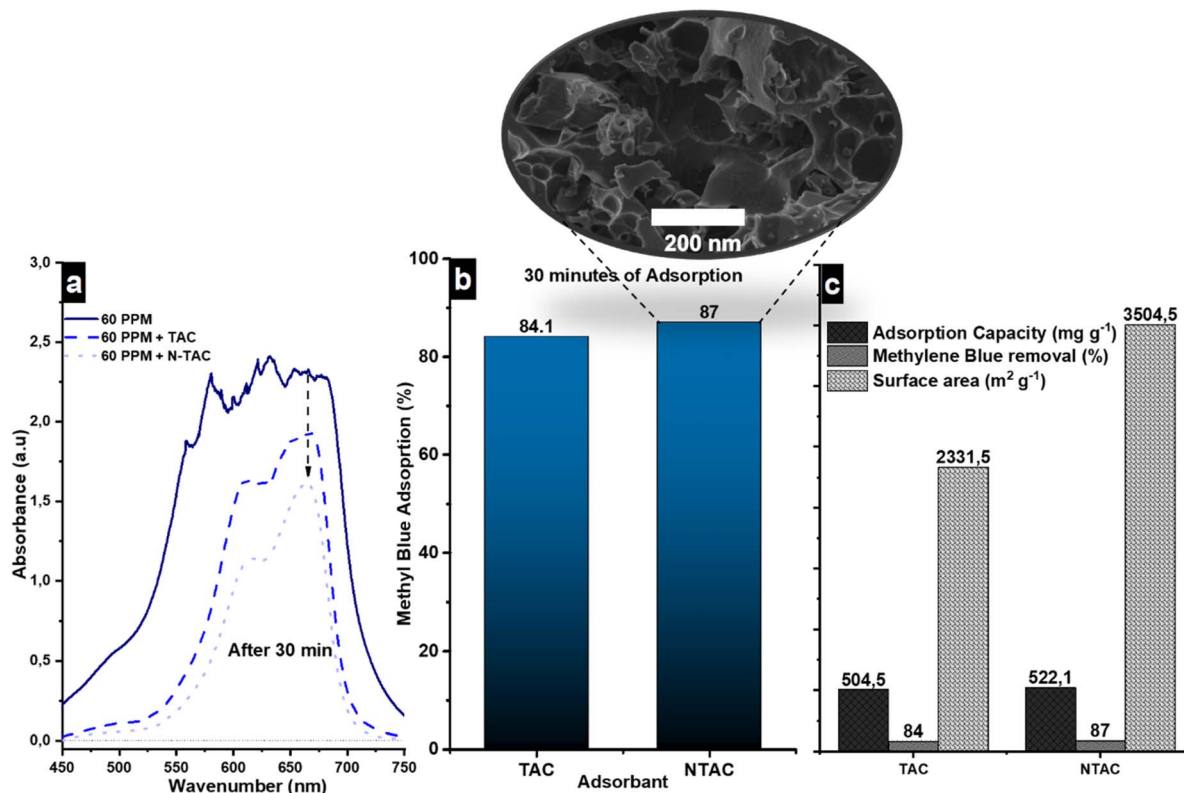 200 nm
a
3,0
2,5
2,0
1,5
1,0
0,5
0,0
Absorbance (a.u)
60 PPM
60 PPM + TAC
60 PPM + N-TAC
After 30 min
450 500 550 600 650 700 750
Wavenumber (nm)
b
30 minutes of Adsorption
100
80
60
40
20
0
Methyl Blue Adsoprtion (%)
84.1
87
TAC NTAC
Adsorbant
c
Adsorption Capacity (mg g⁻¹)
Methylene Blue removal (%)
Surface area (m² g⁻¹)
504,5
84
2331,5
522,1
87
3504,5
TAC NTAC